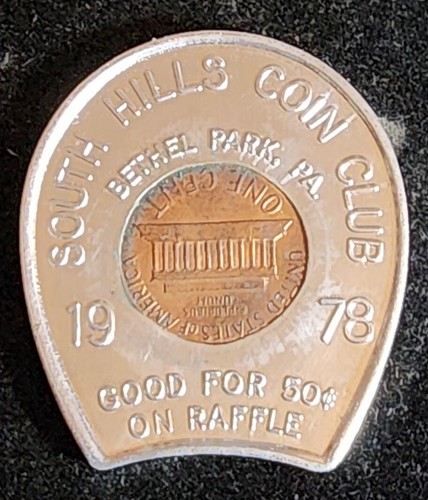 SOUTH HILLS COIN CLUB
BETHEL PARK, PA.
ONE CENT
UNITED STATES OF AMERICA
E PLURIBUS
UNUM
19 78
GOOD FOR 50¢
ON RAFFLE